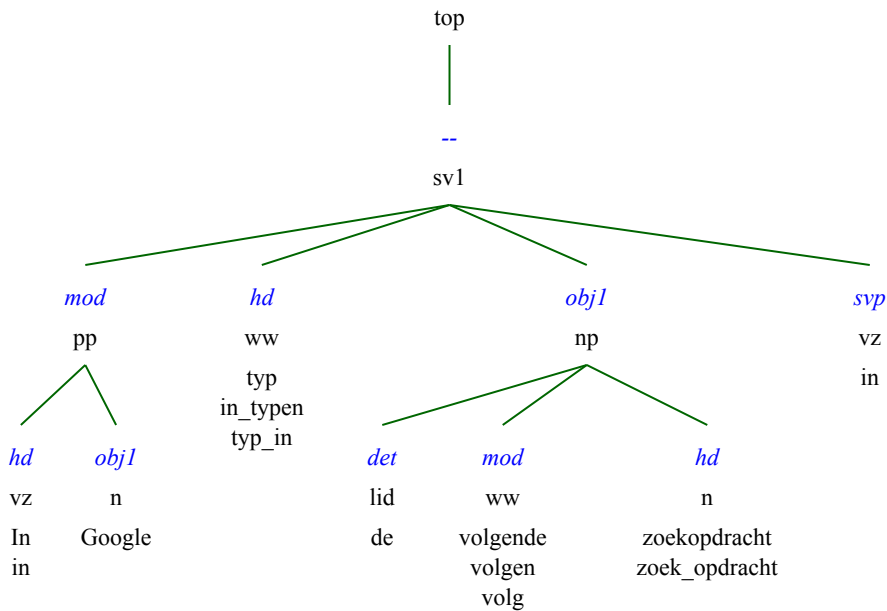 top
--
sv1
mod hd obj1 svp
pp ww np vz
typ in
in_typen
typ_in
hd obj1 det mod hd
vz n lid ww n
In Google de volgende zoekopdracht
in volgen zoek_opdracht
volg